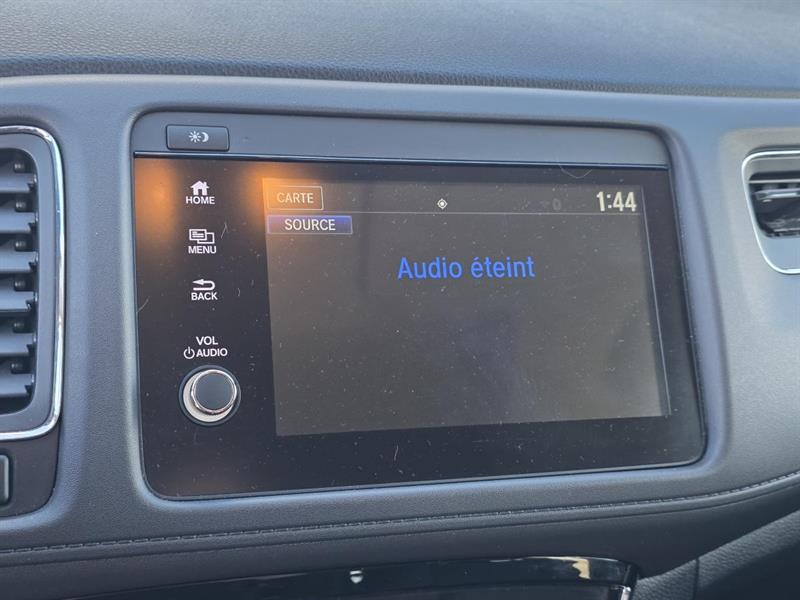 HOME
MENU
BACK
VOL
AUDIO
CARTE
1:44
SOURCE
Audio éteint